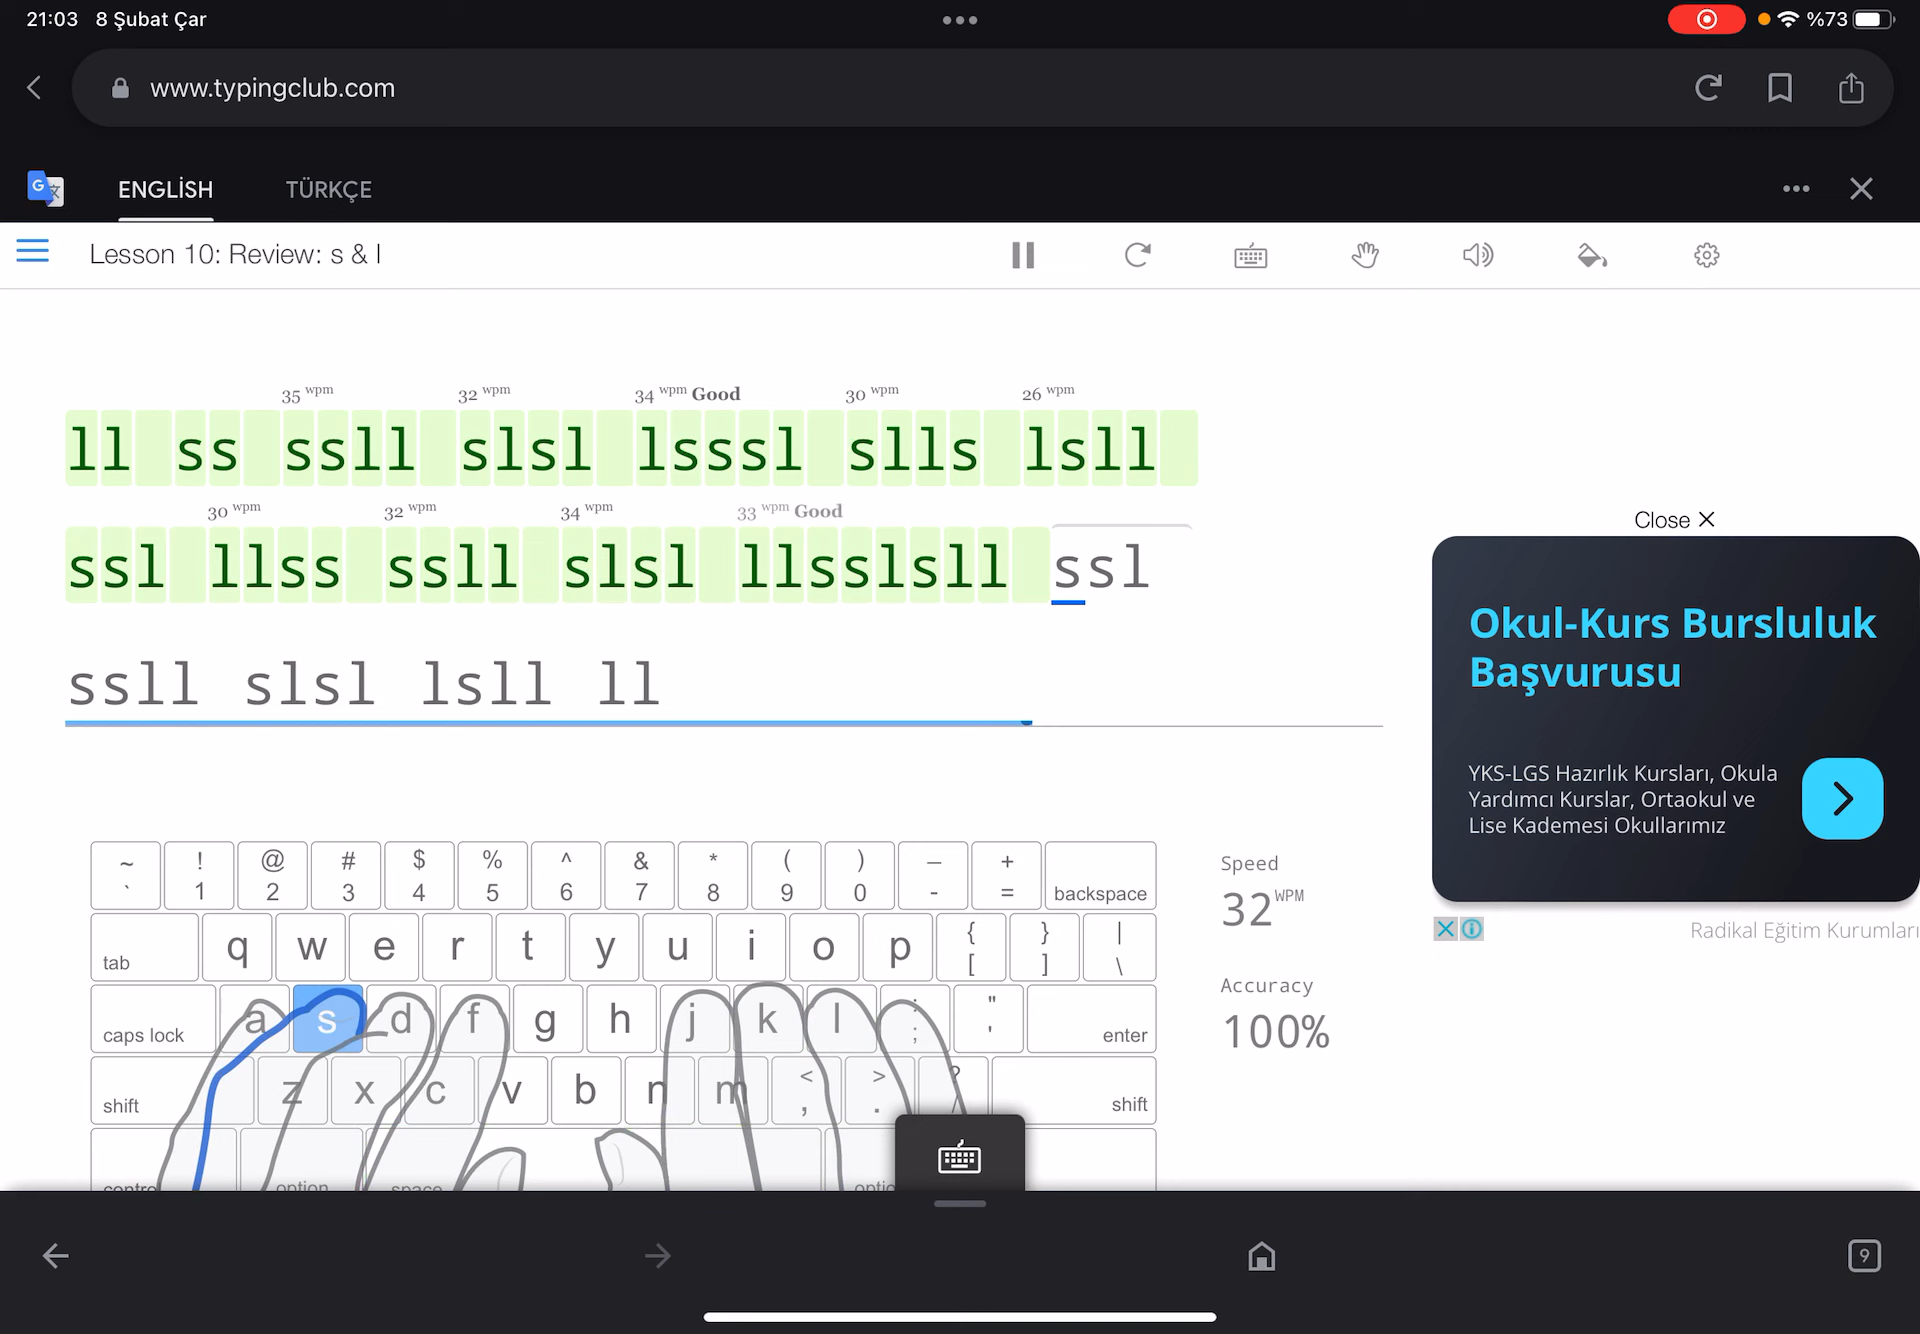 21:03 8 Şubat Çar %73
www.typingclub.com
ENGLİSH TÜRKÇE
Lesson 10: Review: s & l
35 wpm 32 wpm 34 wpm Good 30 wpm 26 wpm
ll ss ssll slsl lsssl slls lsll
30 wpm 32 wpm 34 wpm 33 wpm Good
ssl llss ssll slsl llsslsll ssl
ssll slsl lsll ll
Close
Okul-Kurs Bursluluk
Başvurusu
YKS-LGS Hazırlık Kursları, Okula
Yardımcı Kurslar, Ortaokul ve
Lise Kademesi Okullarımız
Radikal Eğitim Kurumları
Speed
32 WPM
Accuracy
100%
~ ! @ # $ % ^ & * ( ) _ +
` 1 2 3 4 5 6 7 8 9 0 - = backspace
tab q w e r t y u i o p { [ } ] | \
caps lock a s d f g h j k l : ; " ' enter
shift z x c v b n m < , > . ? / shift
option space
9